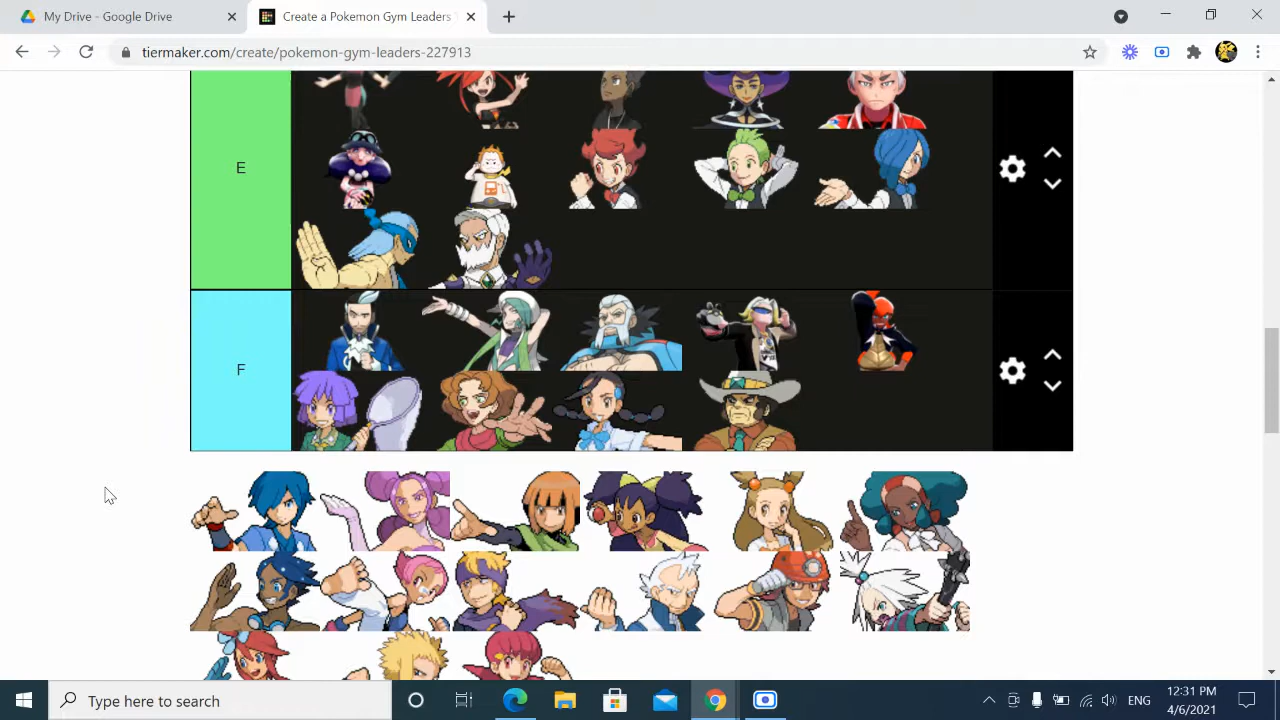 My Drive - Google Drive
Create a Pokemon Gym Leaders
tiermaker.com/create/pokemon-gym-leaders-227913
E
F
Type here to search
ENG
12:31 PM
4/6/2021